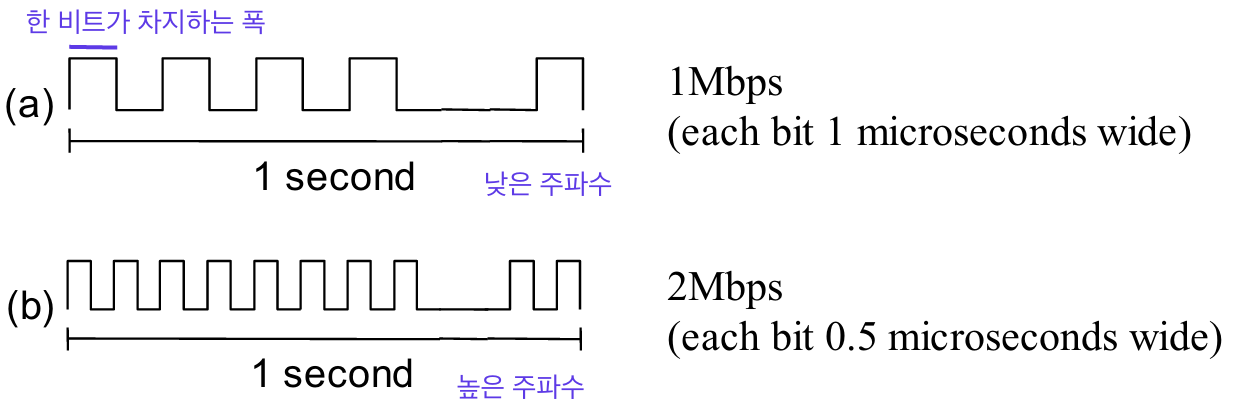 한 비트가 차지하는 폭
(a)
1Mbps
(each bit 1 microseconds wide)
1 second
낮은 주파수
(b)
2Mbps
(each bit 0.5 microseconds wide)
1 second
높은 주파수